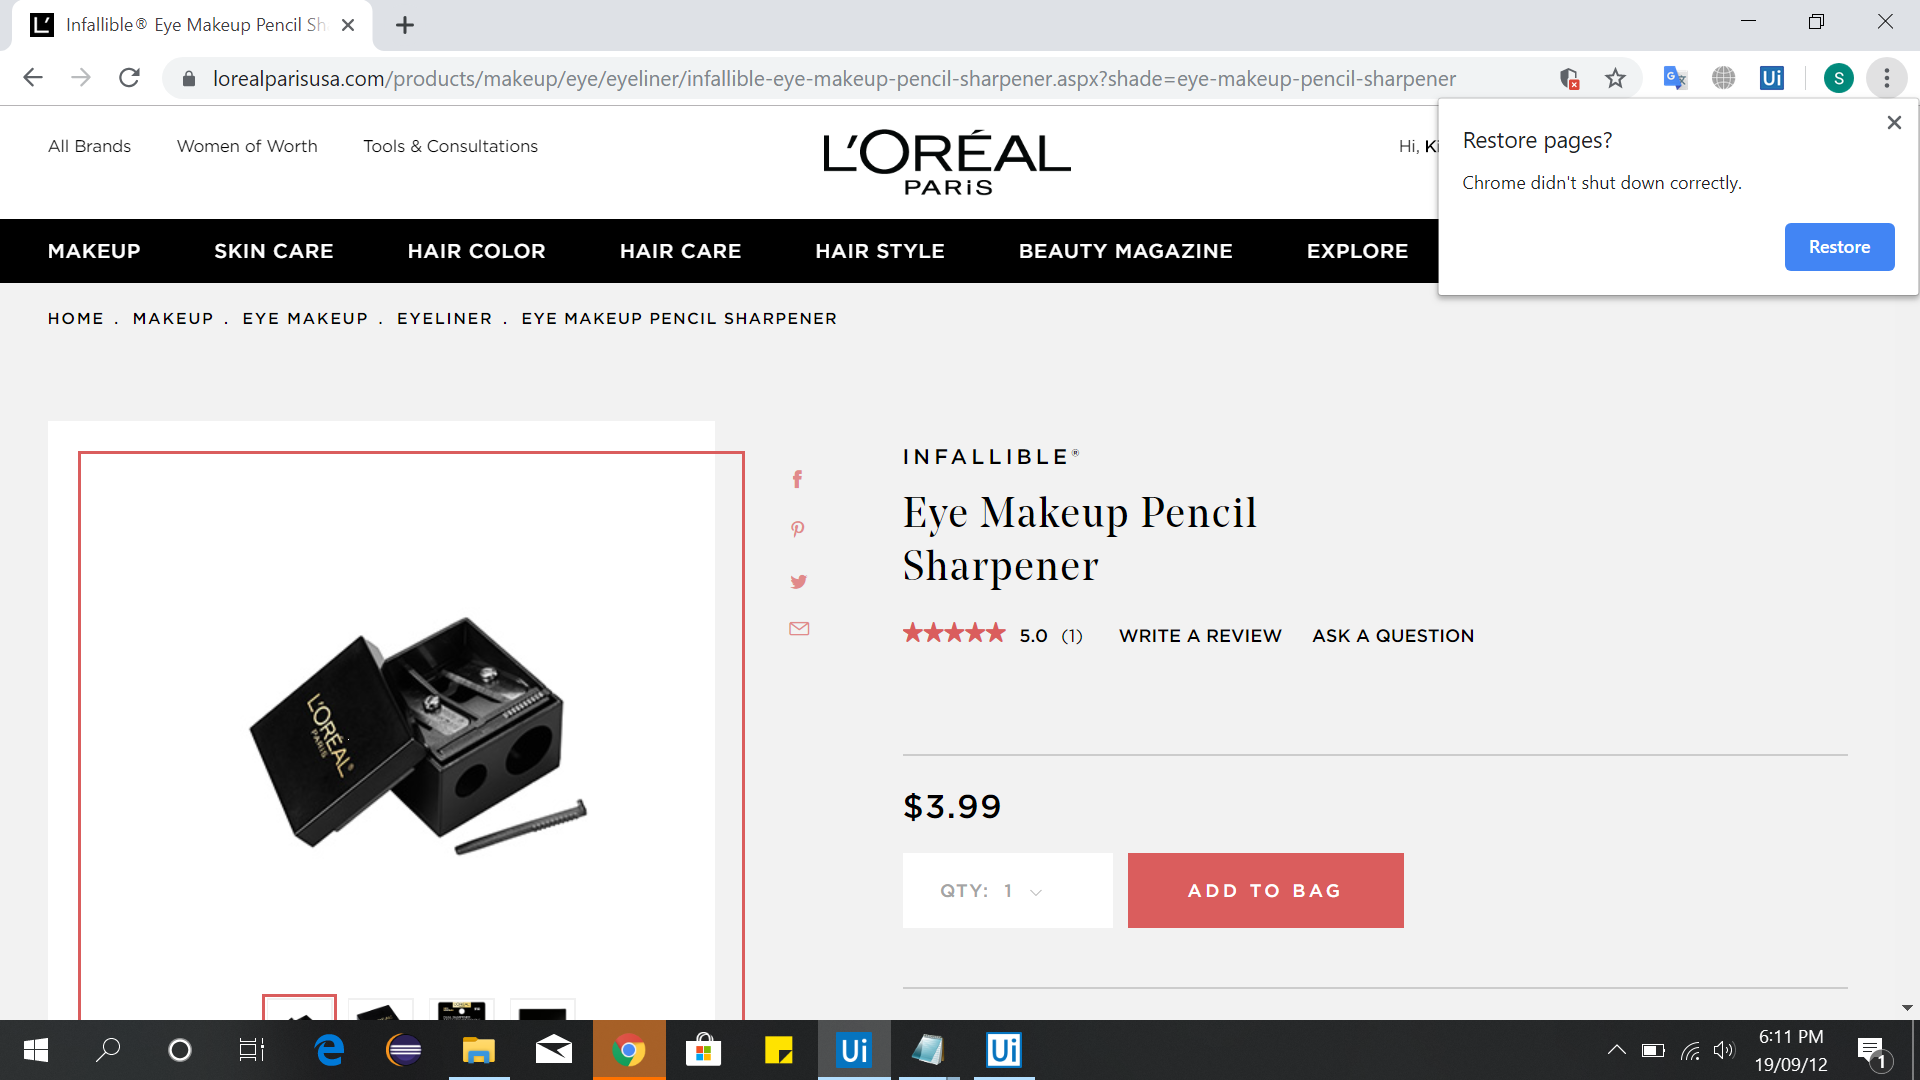 Infallible® Eye Makeup Pencil Sh
lorealparisusa.com/products/makeup/eye/eyeliner/infallible-eye-makeup-pencil-sharpener.aspx?shade=eye-makeup-pencil-sharpener
Ui
S
Restore pages?
Chrome didn't shut down correctly.
Restore
All Brands
Women of Worth
Tools & Consultations
L'ORÉAL
PARiS
Hi, Ki
MAKEUP
SKIN CARE
HAIR COLOR
HAIR CARE
HAIR STYLE
BEAUTY MAGAZINE
EXPLORE
HOME . MAKEUP . EYE MAKEUP . EYELINER . EYE MAKEUP PENCIL SHARPENER
L'ORÉAL®
PARIS
INFALLIBLE®
Eye Makeup Pencil
Sharpener
5.0 (1)
WRITE A REVIEW
ASK A QUESTION
$3.99
QTY: 1
ADD TO BAG
Ui
Ui
6:11 PM
19/09/12
1